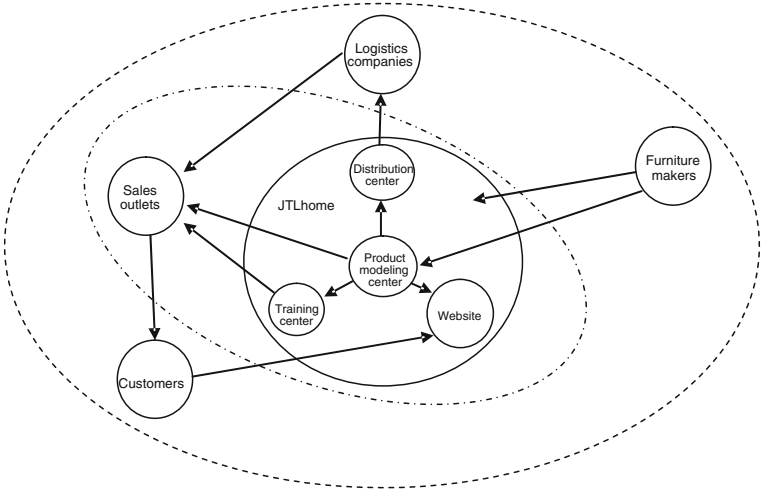 Logistics
companies
Furniture
makers
Distribution
center
Sales
outlets
JTLhome
Product
modeling
center
Training
center
Website
Customers